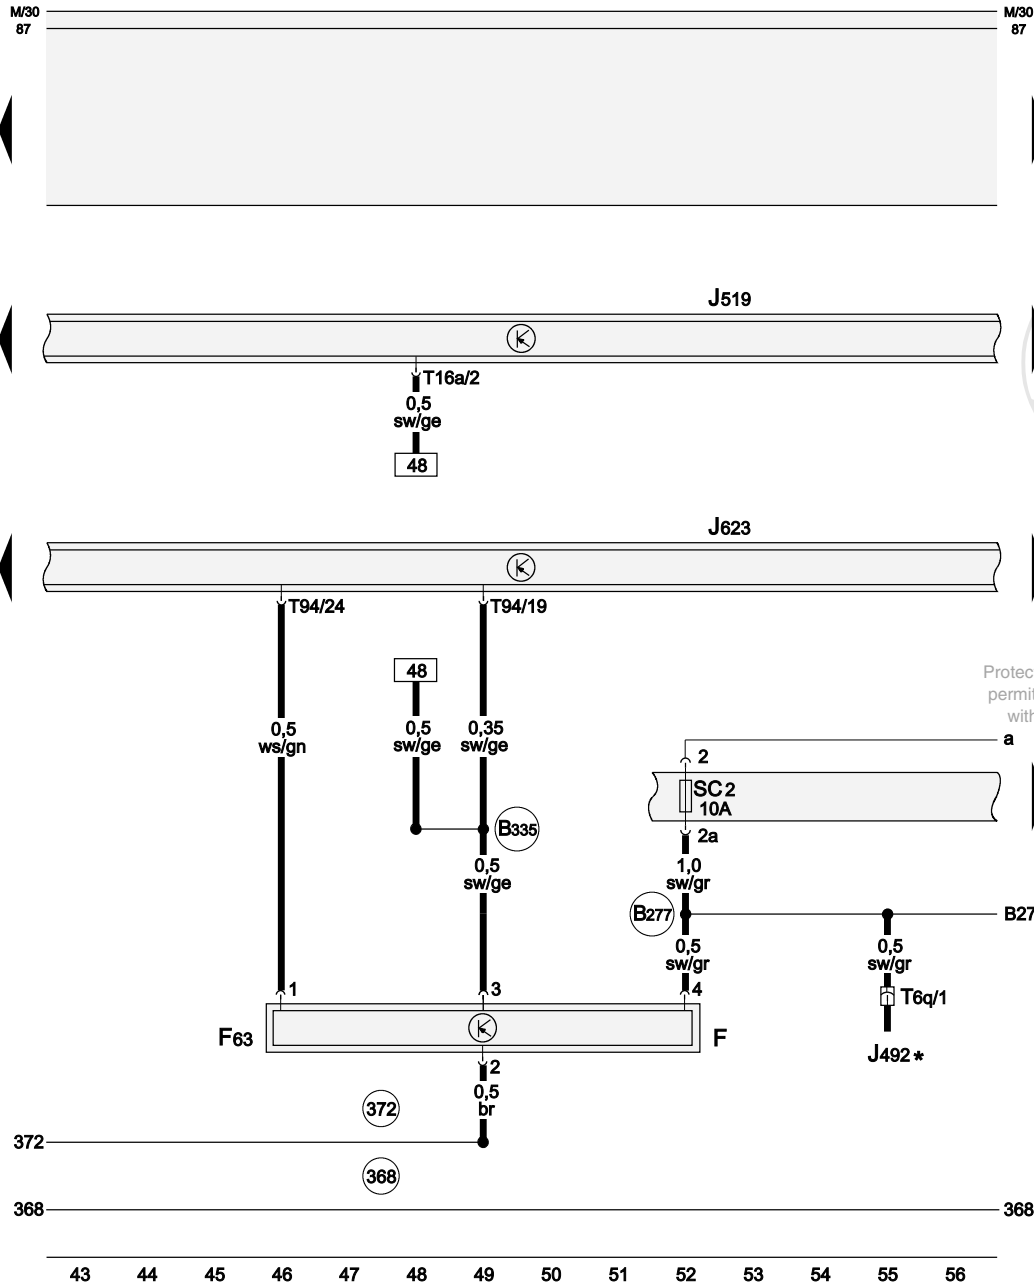 M/30 M/30
87 87
J519
T16a/2
0,5
sw/ge
48
J623
T94/24 T94/19
48
Protec
permit
with
0,5 0,5 0,35
ws/gn sw/ge sw/ge
a
2
SC2
10A
B335
2a
0,5 1,0
sw/ge sw/gr
B277 B27
0,5 0,5
sw/gr sw/gr
1 3 4
T6q/1
F63 F
J492*
2
0,5
br
372
372
368
368 368
43 44 45 46 47 48 49 50 51 52 53 54 55 56